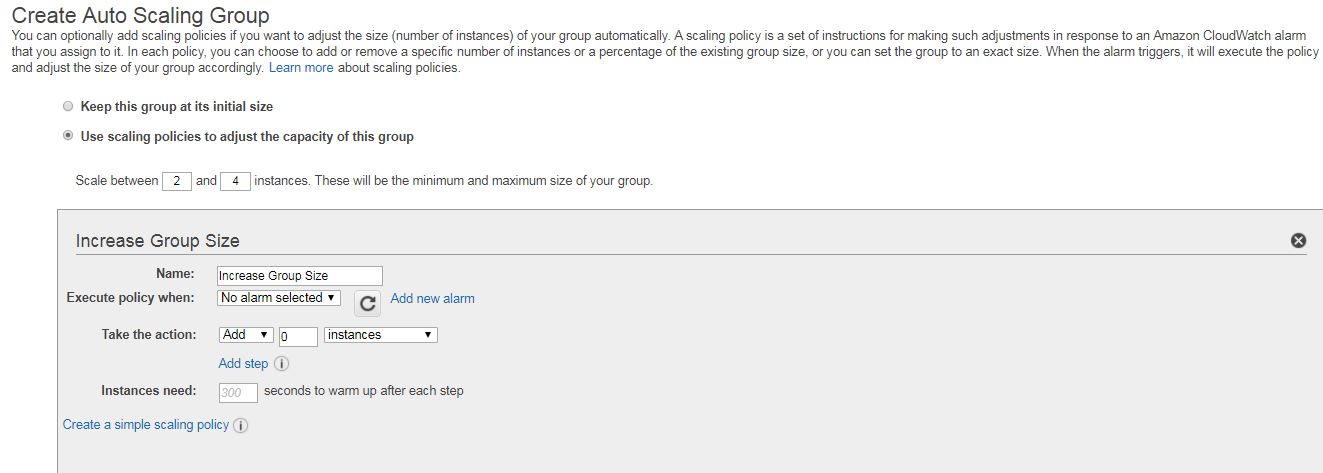 Create Auto Scaling Group
You can optionally add scaling policies if you want to adjust the size (number of instances) of your group automatically. A scaling policy is a set of instructions for making such adjustments in response to an Amazon CloudWatch alarm
that you assign to it. In each policy, you can choose to add or remove a specific number of instances or a percentage of the existing group size, or you can set the group to an exact size. When the alarm triggers, it will execute the policy
and adjust the size of your group accordingly. Learn more about scaling policies.
Keep this group at its initial size
Use scaling policies to adjust the capacity of this group
Scale between 2 and 4 instances. These will be the minimum and maximum size of your group.
Increase Group Size
Name: Increase Group Size
Execute policy when: No alarm selected Add new alarm
Take the action: Add 0 instances
Add step i
Instances need: 300 seconds to warm up after each step
Create a simple scaling policy i